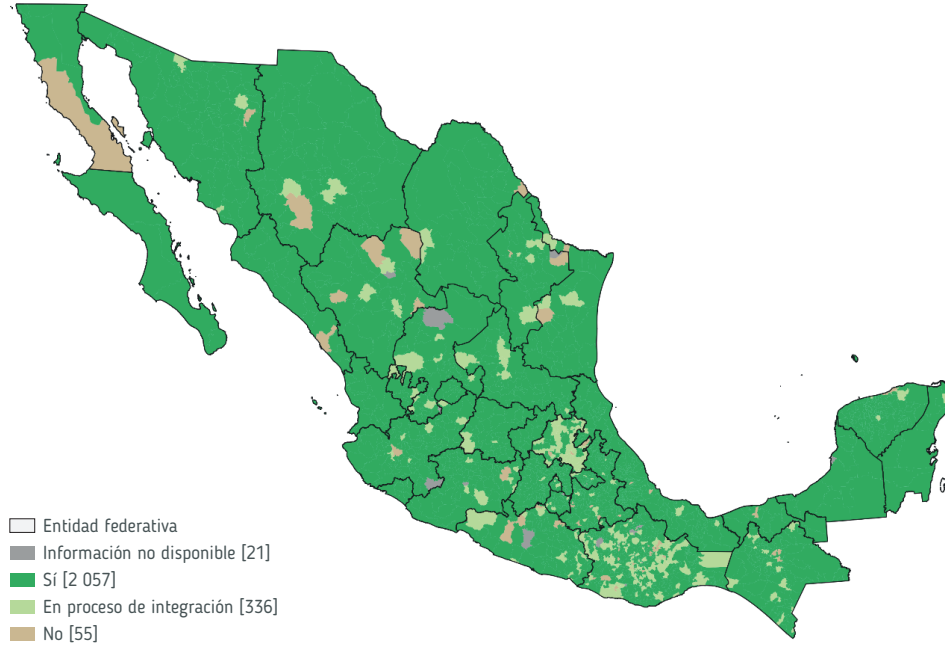 Entidad federativa
Información no disponible [21]
Sí [2 057]
En proceso de integración [336]
No [55]